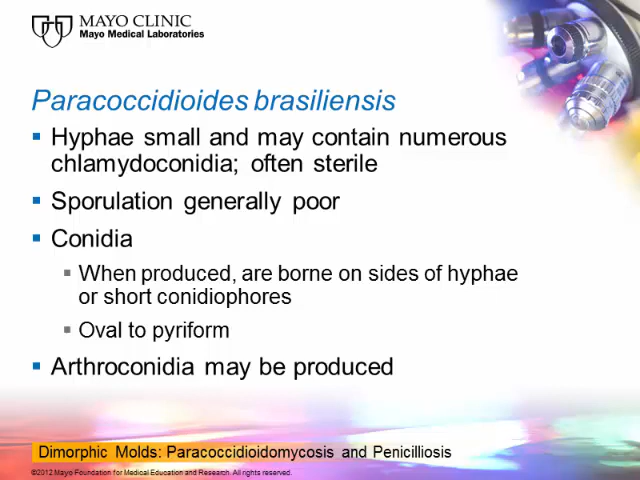 MAYO CLINIC
Mayo Medical Laboratories
Paracoccidioides brasiliensis
Hyphae small and may contain numerous
chlamydoconidia; often sterile
Sporulation generally poor
Conidia
When produced, are borne on sides of hyphae
or short conidiophores
Oval to pyriform
Arthroconidia may be produced
Dimorphic Molds: Paracoccidioidomycosis and Penicilliosis
©2012 Mayo Foundation for Medical Education and Research. All rights reserved.